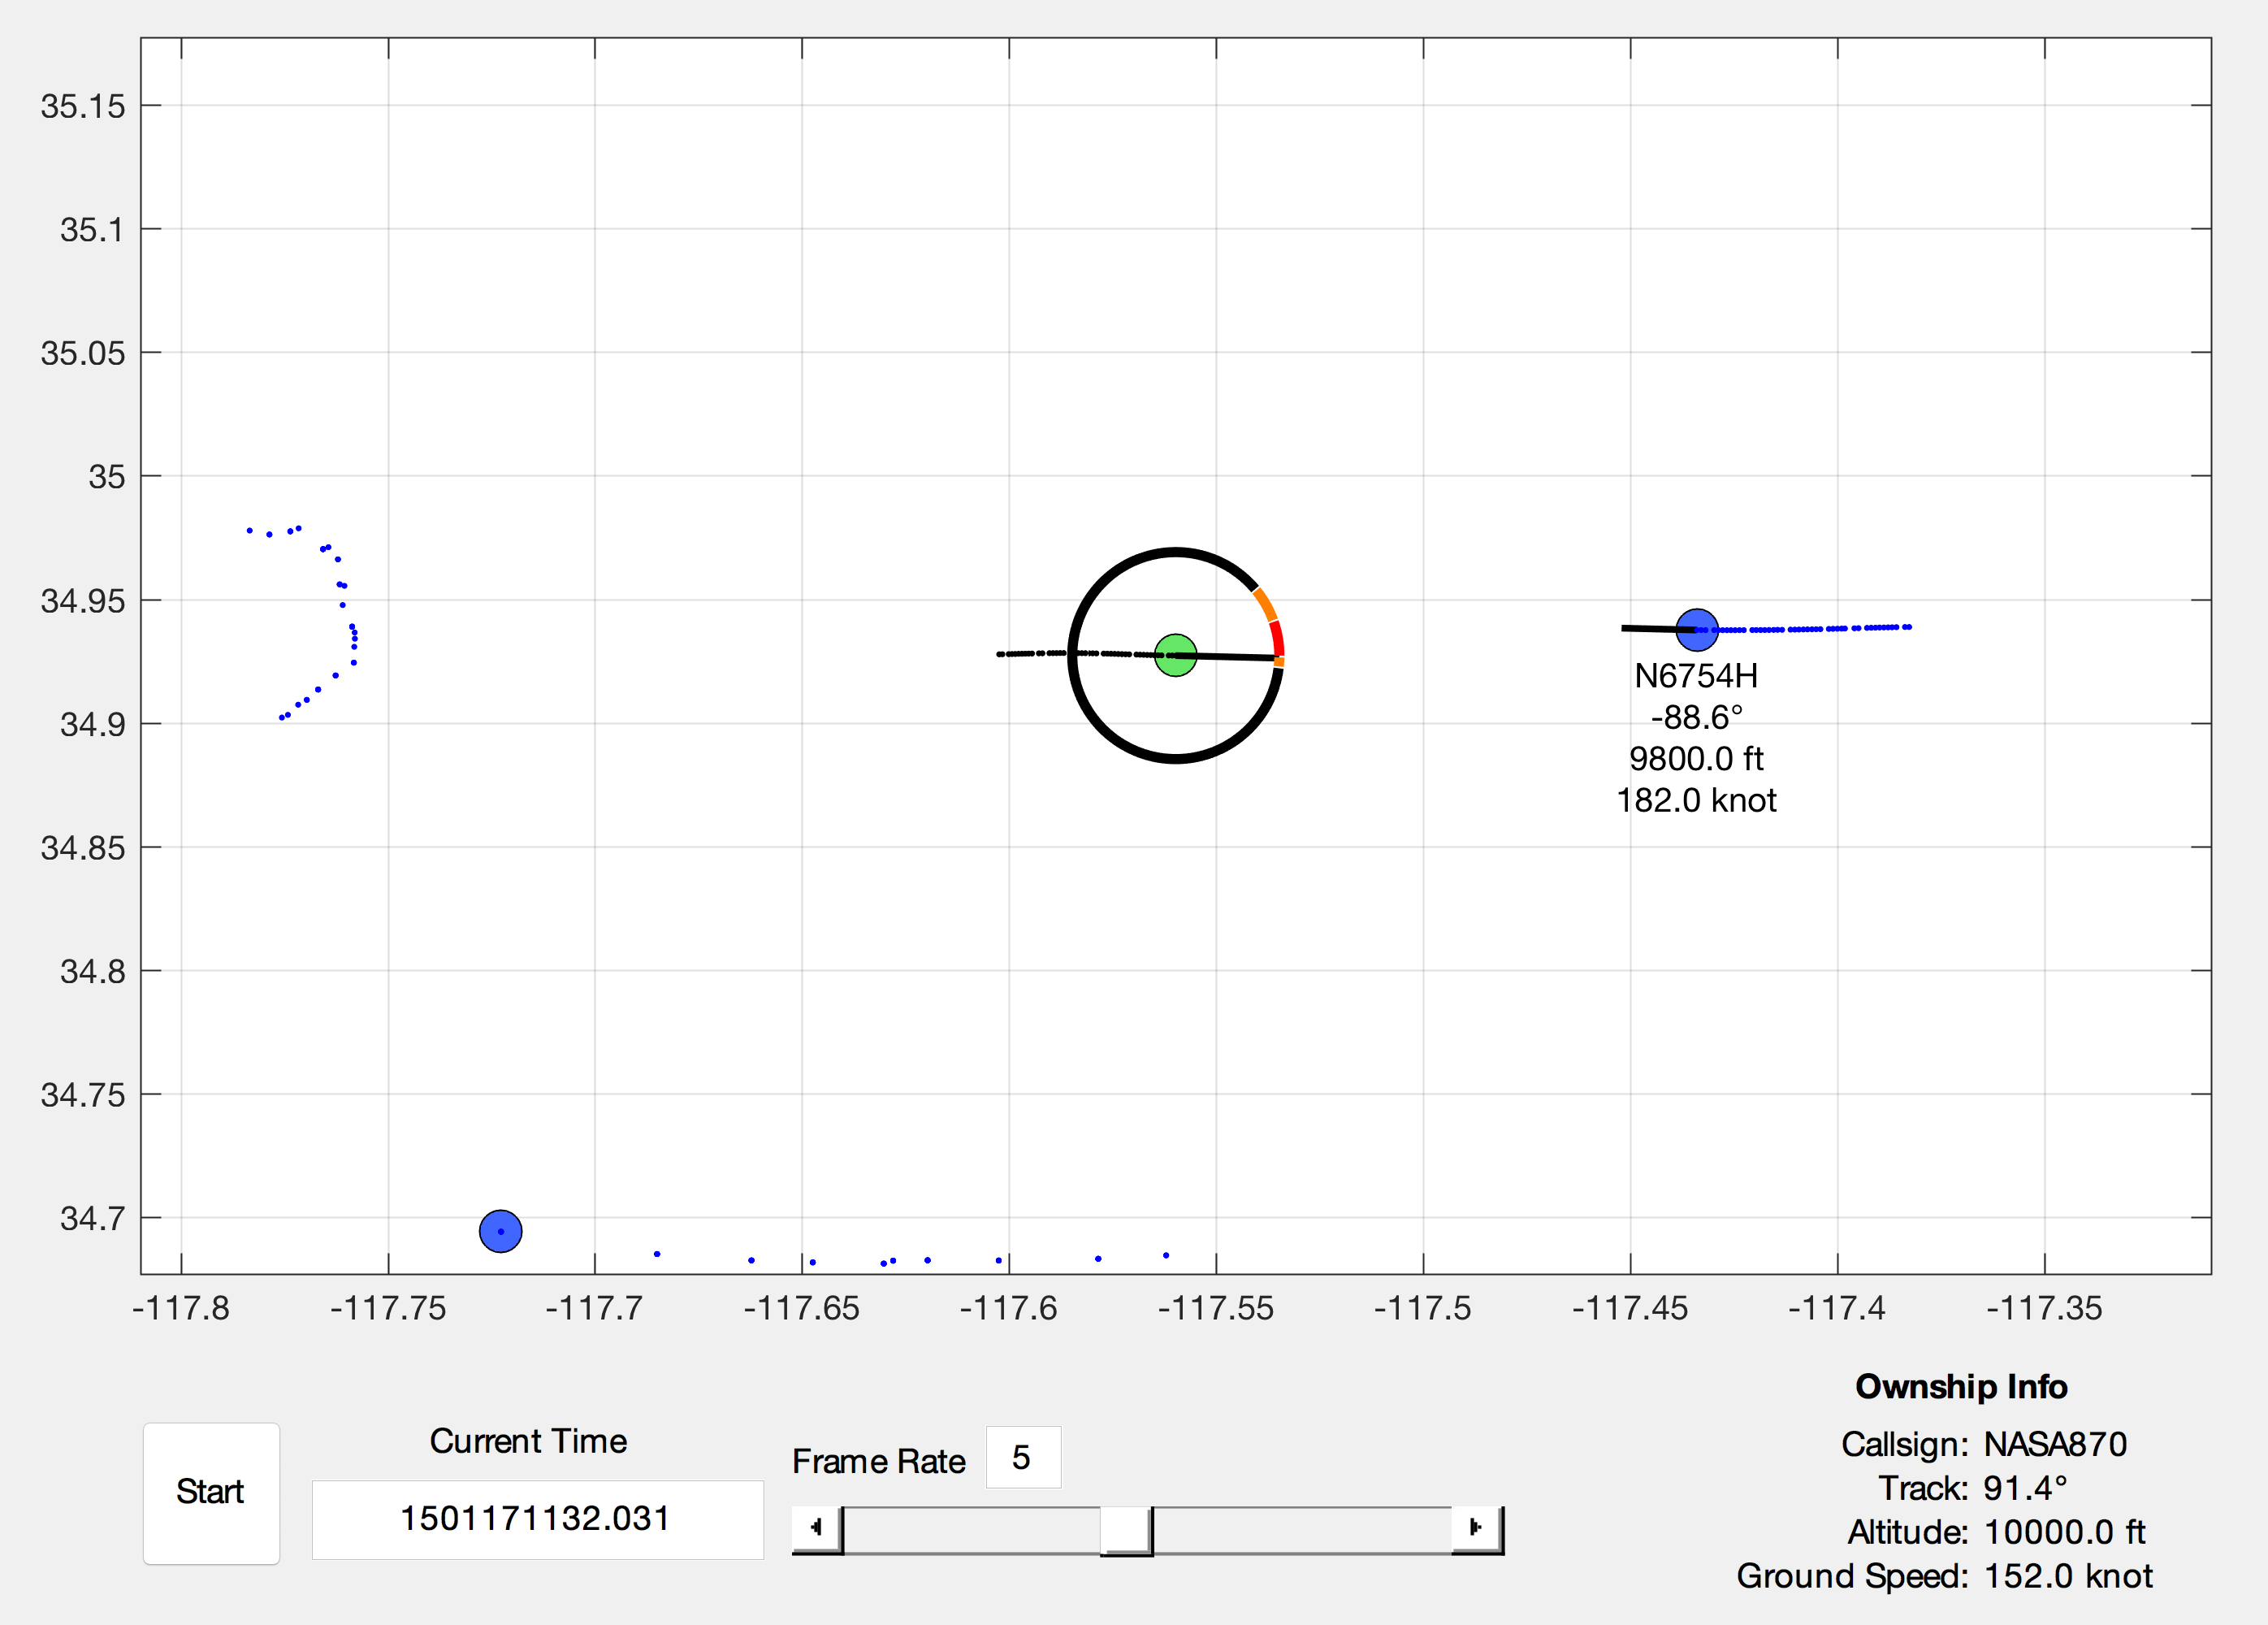 35.15
35.1
35.05
35
34.95
34.9
34.85
34.8
34.75
34.7
N6754H
-88.6°
9800.0 ft
182.0 knot
-117.8 -117.75 -117.7 -117.65 -117.6 -117.55 -117.5 -117.45 -117.4 -117.35
Start
Current Time
1501171132.031
Frame Rate 5
Ownship Info
Callsign: NASA870
Track: 91.4°
Altitude: 10000.0 ft
Ground Speed: 152.0 knot